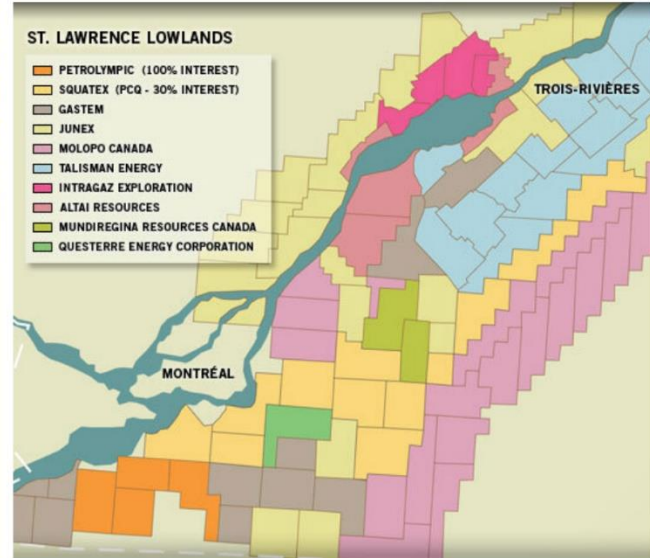 ST. LAWRENCE LOWLANDS
PETROLYMPIC (100% INTEREST)
SQUATEX (PCQ - 30% INTEREST)
GASTEM
JUNEX
MOLOPO CANADA
TALISMAN ENERGY
INTRAGAZ EXPLORATION
ALTAI RESOURCES
MUNDIREGINA RESOURCES CANADA
QUESTERRE ENERGY CORPORATION
TROIS-RIVIÈRES
MONTRÉAL